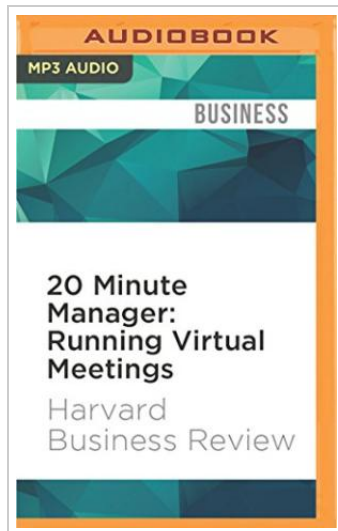 AUDIOBOOK
MP3 AUDIO
BUSINESS
20 Minute
Manager:
Running Virtual
Meetings
Harvard
Business Review